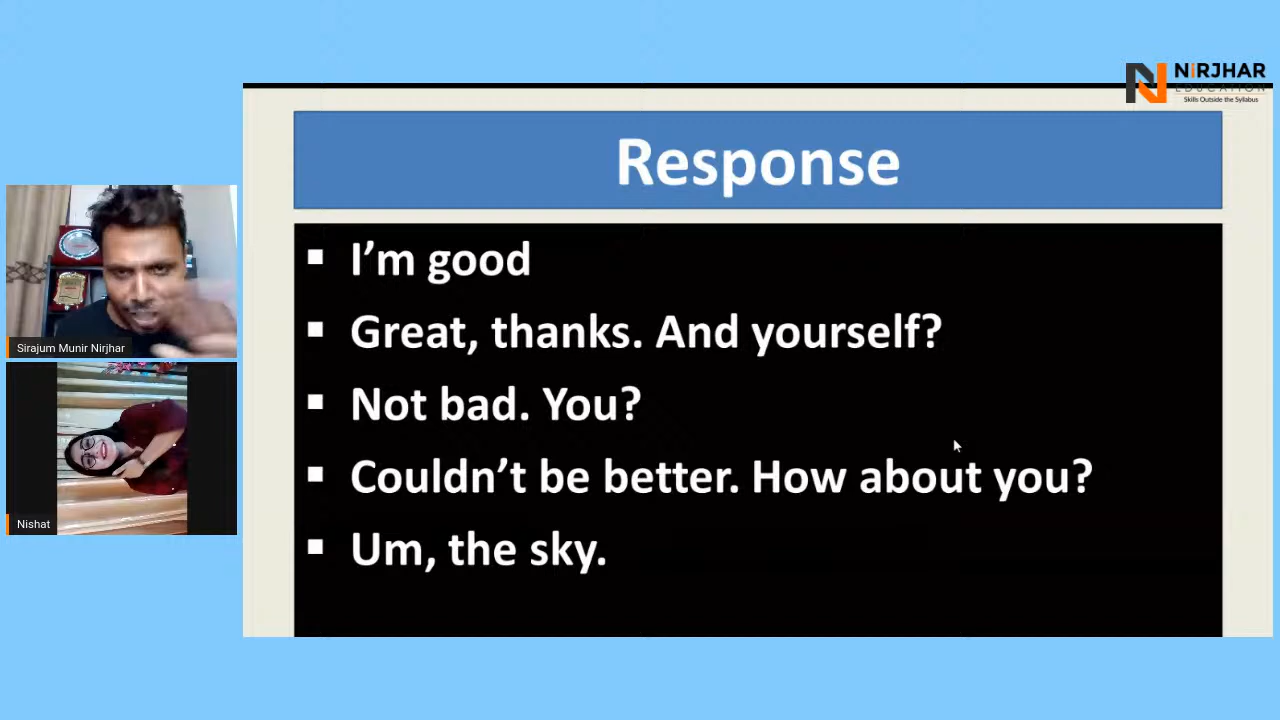 NiRJHAR
EDUCATION
Skills Outside the Syllabus
Response
I'm good
Great, thanks. And yourself?
Not bad. You?
Couldn't be better. How about you?
Um, the sky.
Sirajum Munir Nirjhar
Nishat